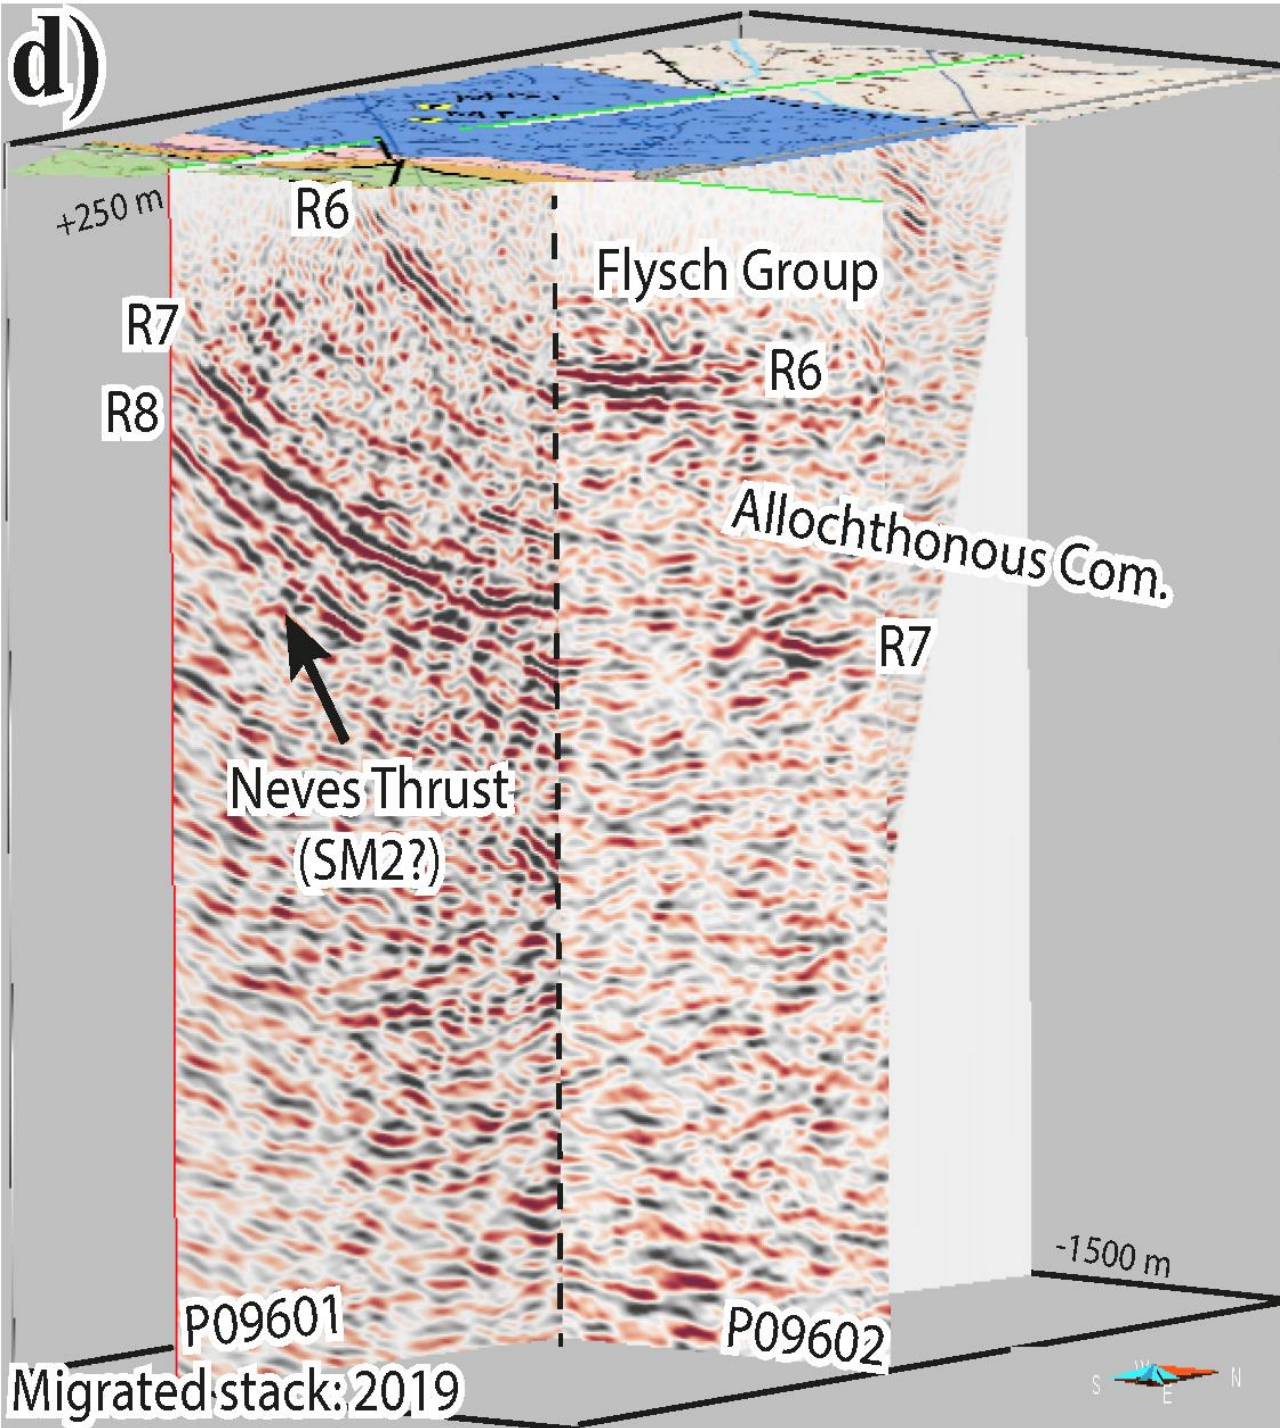 d)
+250 m
R6
Flysch Group
R7
R6
R8
Allochthonous Com.
R7
Neves Thrust
(SM2?)
-1500 m
P09601
P09602
Migrated stack: 2019
S
N
E